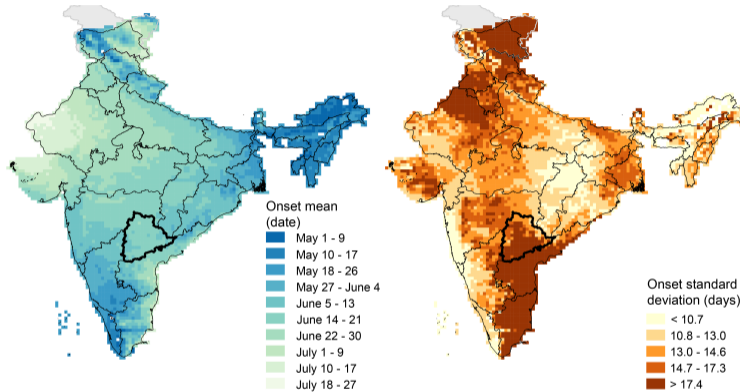 Onset mean
(date)
May 1 - 9
May 10 - 17
May 18 - 26
May 27 - June 4
June 5 - 13
June 14 - 21
June 22 - 30
July 1 - 9
July 10 - 17
July 18 - 27
Onset standard
deviation (days)
< 10.7
10.8 - 13.0
13.0 - 14.6
14.7 - 17.3
> 17.4